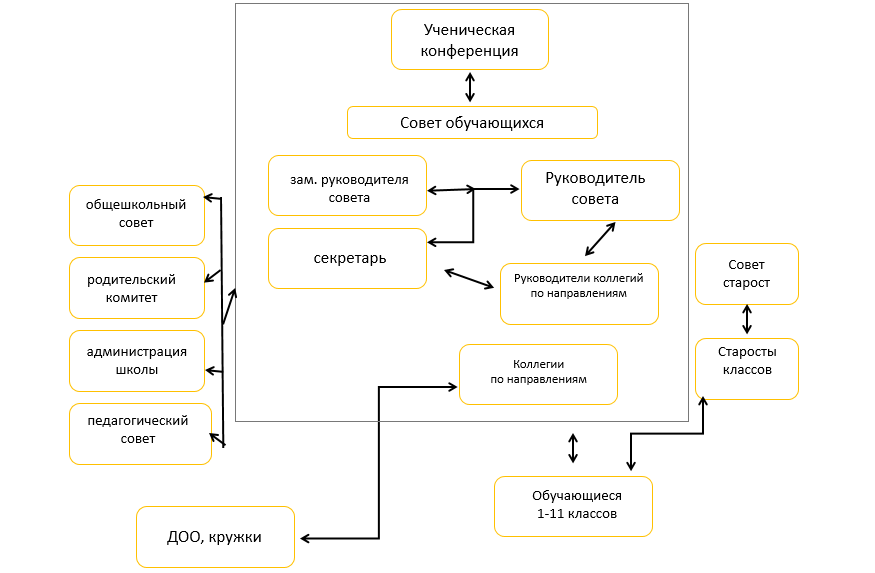 Ученическая
конференция
Совет обучающихся
зам. руководителя
совета
Руководитель
совета
секретарь
Руководители коллегий
по направлениям
Коллегии
по направлениям
общешкольный
совет
родительский
комитет
администрация
школы
педагогический
совет
Совет
старост
Старосты
классов
Обучающиеся
1-11 классов
ДОО, кружки